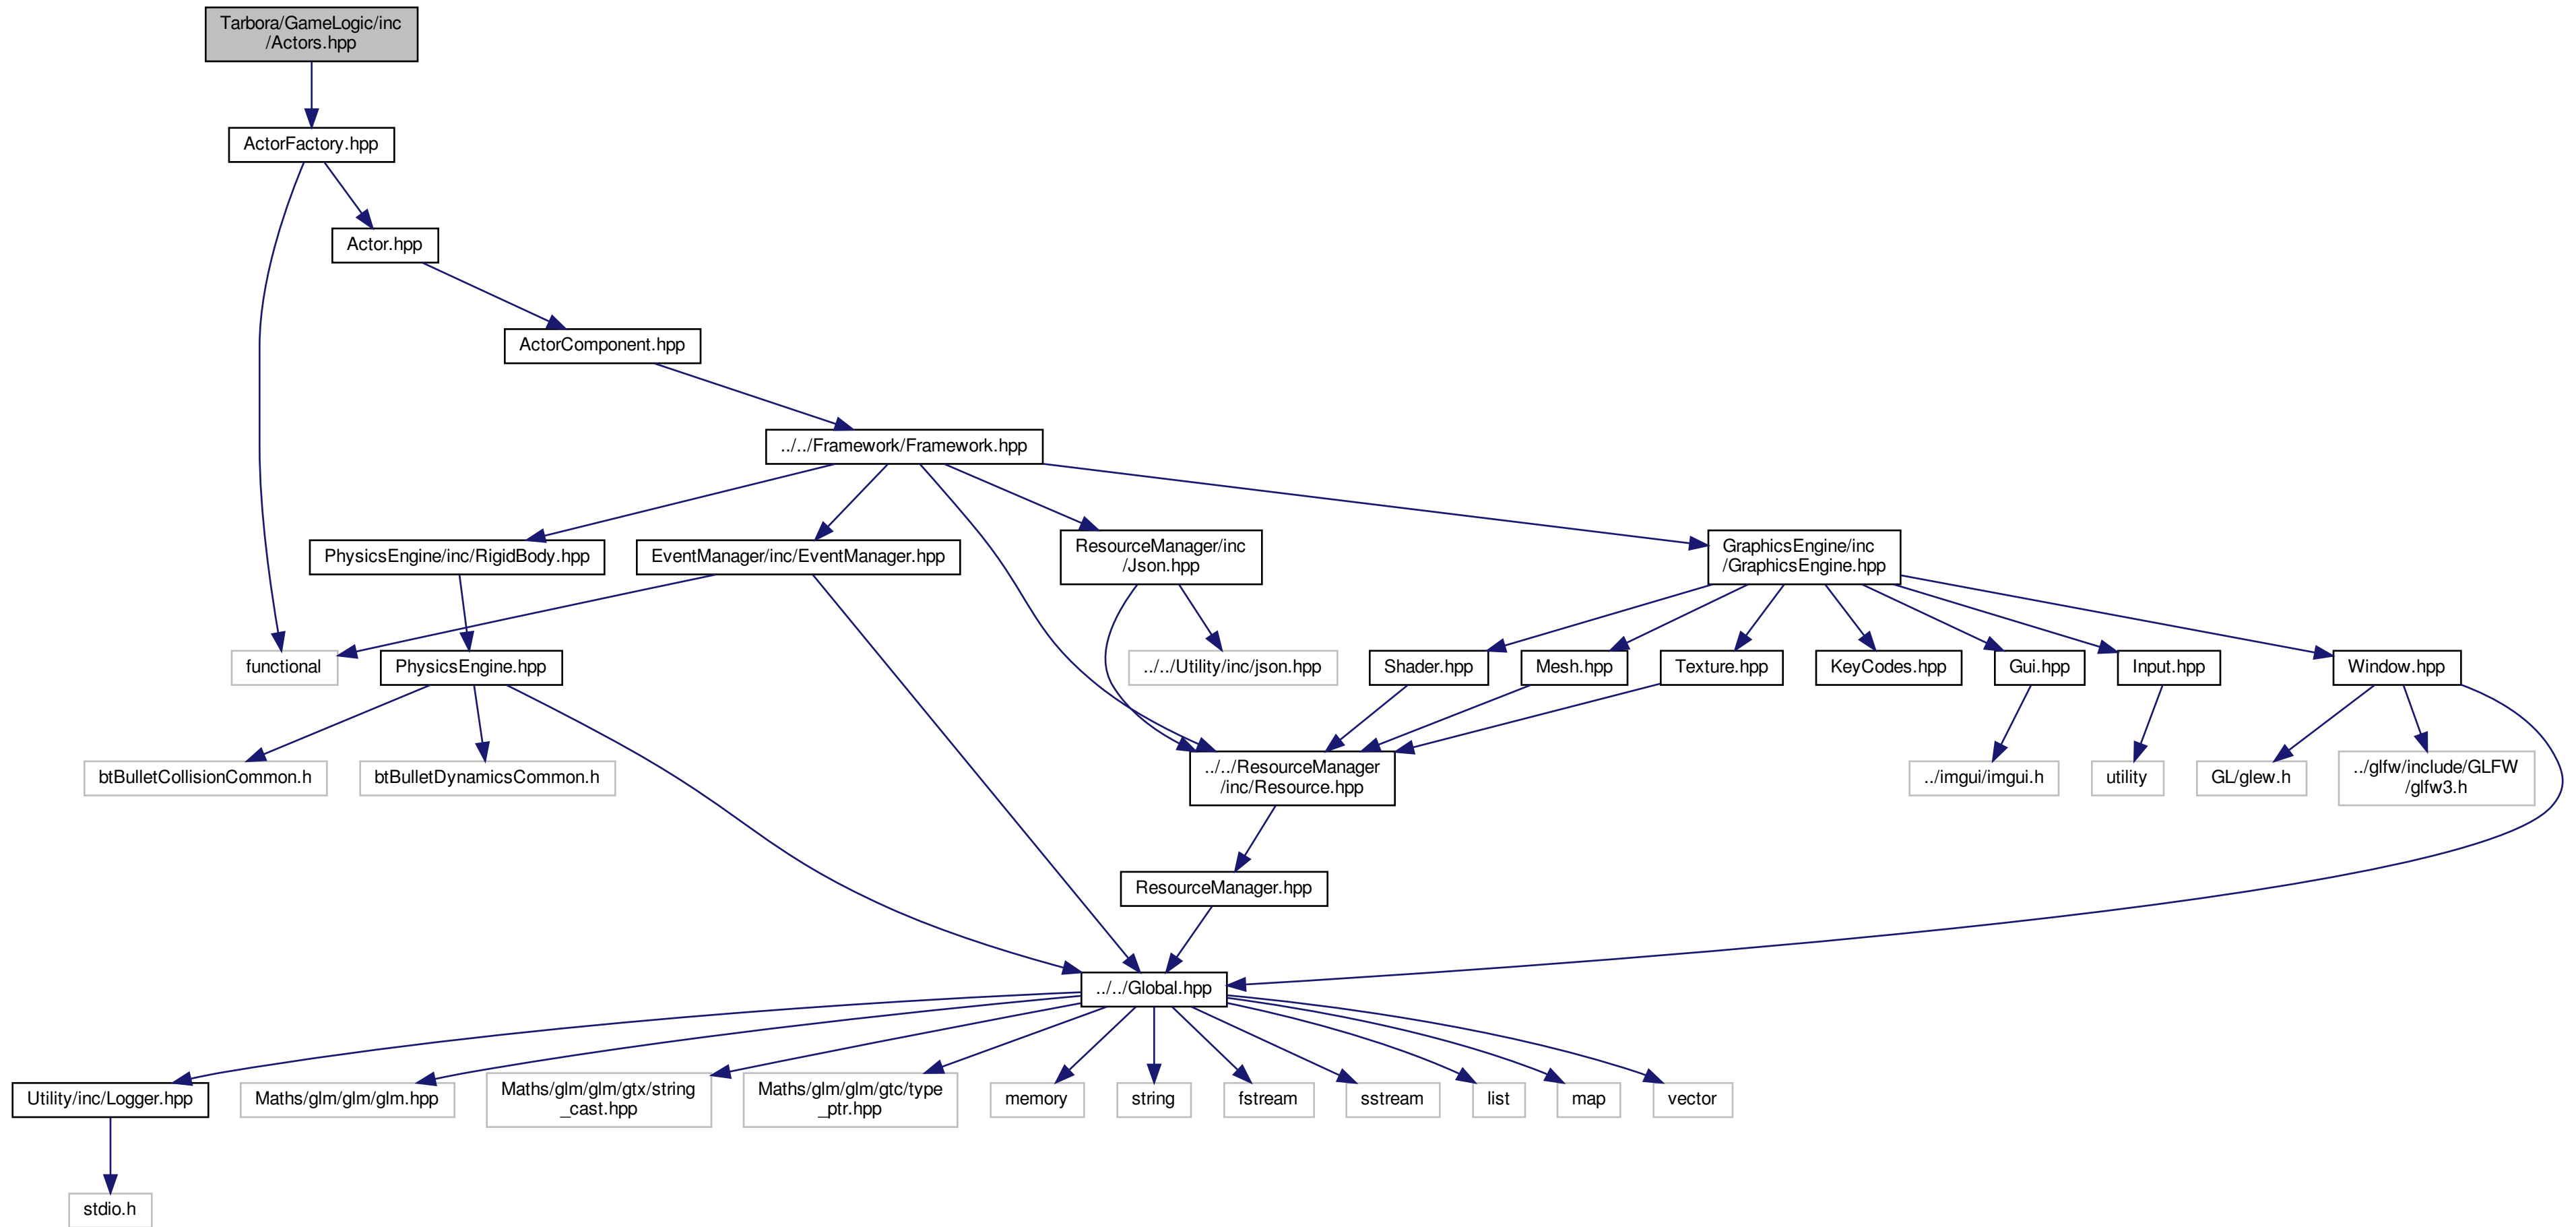 Tarbora/GameLogic/inc
/Actors.hpp
ActorFactory.hpp
Actor.hpp
ActorComponent.hpp
../../Framework/Framework.hpp
PhysicsEngine/inc/RigidBody.hpp
EventManager/inc/EventManager.hpp
ResourceManager/inc
/Json.hpp
GraphicsEngine/inc
/GraphicsEngine.hpp
functional
PhysicsEngine.hpp
../../Utility/inc/json.hpp
Shader.hpp
Mesh.hpp
Texture.hpp
KeyCodes.hpp
Gui.hpp
Input.hpp
Window.hpp
btBulletCollisionCommon.h
btBulletDynamicsCommon.h
../../ResourceManager
/inc/Resource.hpp
../imgui/imgui.h
utility
GL/glew.h
../glfw/include/GLFW
/glfw3.h
ResourceManager.hpp
../../Global.hpp
Utility/inc/Logger.hpp
Maths/glm/glm/glm.hpp
Maths/glm/glm/gtx/string
_cast.hpp
Maths/glm/glm/gtc/type
_ptr.hpp
memory
string
fstream
sstream
list
map
vector
stdio.h